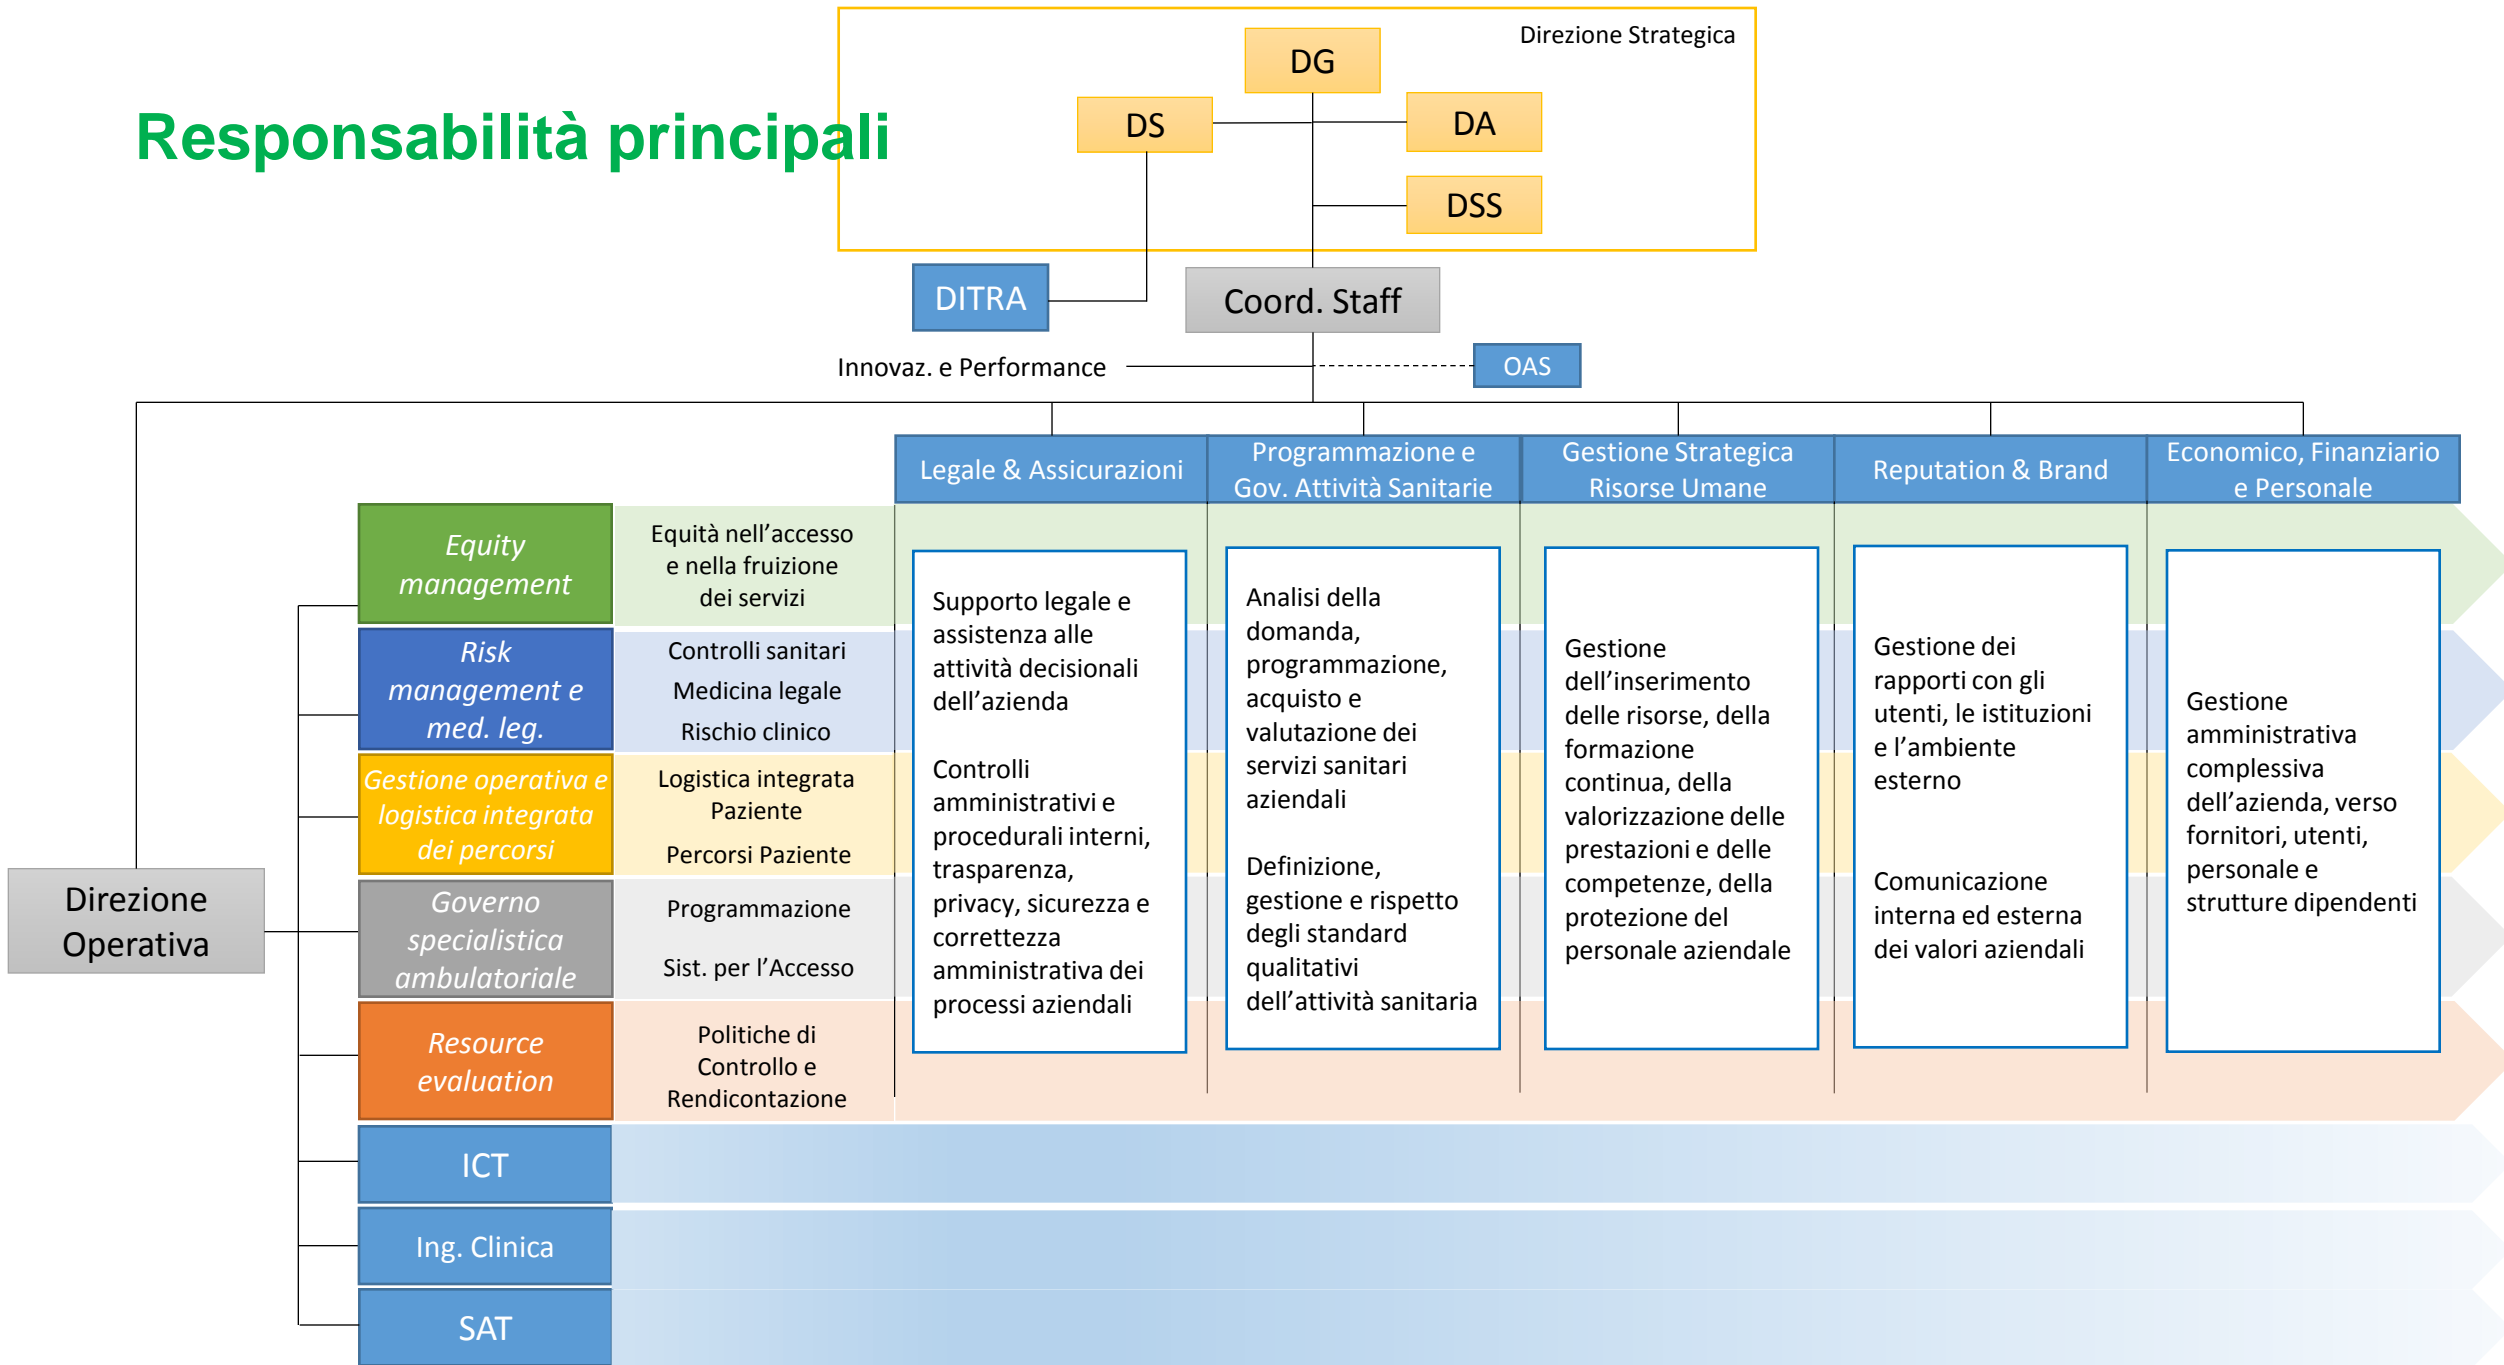 Direzione Strategica
DG
Responsabilità principali
DS
DA
DSS
DITRA
Coord. Staff
Innovaz. e Performance
OAS
Legale & Assicurazioni
Programmazione e
Gov. Attività Sanitarie
Gestione Strategica
Risorse Umane
Reputation & Brand
Economico, Finanziario
e Personale
Direzione
Operativa
Equity
management
Equità nell'accesso
e nella fruizione
dei servizi
Risk
management e
med. leg.
Controlli sanitari
Medicina legale
Rischio clinico
Gestione operativa e
logistica integrata
dei percorsi
Logistica integrata
Paziente
Percorsi Paziente
Governo
specialistica
ambulatoriale
Programmazione
Sist. per l'Accesso
Resource
evaluation
Politiche di
Controllo e
Rendicontazione
ICT
Ing. Clinica
SAT
Supporto legale e
assistenza alle
attività decisionali
dell'azienda
Controlli
amministrativi e
procedurali interni,
trasparenza,
privacy, sicurezza e
correttezza
amministrativa dei
processi aziendali
Analisi della
domanda,
programmazione,
acquisto e
valutazione dei
servizi sanitari
aziendali
Definizione,
gestione e rispetto
degli standard
qualitativi
dell'attività sanitaria
Gestione
dell'inserimento
delle risorse, della
formazione
continua, della
valorizzazione delle
prestazioni e delle
competenze, della
protezione del
personale aziendale
Gestione dei
rapporti con gli
utenti, le istituzioni
e l'ambiente
esterno
Comunicazione
interna ed esterna
dei valori aziendali
Gestione
amministrativa
complessiva
dell'azienda, verso
fornitori, utenti,
personale e
strutture dipendenti